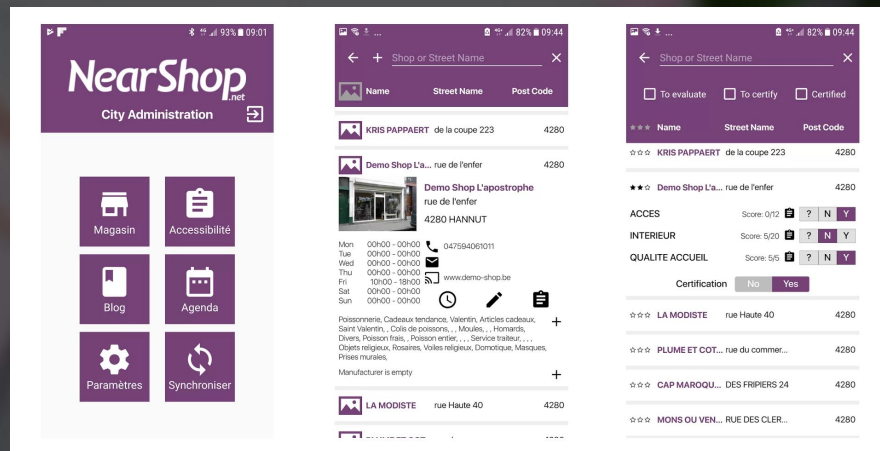 4G 93% 09:01
NearShop
.net
City Administration
Magasin
Accessibilité
Blog
Agenda
Paramètres
Synchroniser
... 4G+ 82% 09:44
Shop or Street Name
Name Street Name Post Code
KRIS PAPPAERT de la coupe 223 4280
Demo Shop L'a... rue de l'enfer 4280
Demo Shop L'apostrophe
rue de l'enfer
4280 HANNUT
Mon 00h00 - 00h00 047594061011
Tue 00h00 - 00h00
Wed 00h00 - 00h00
Thu 00h00 - 00h00
Fri 10h00 - 18h00 www.demo-shop.be
Sat 00h00 - 00h00
Sun 00h00 - 00h00
Poissonnerie, Cadeaux tendance, Valentin, Articles cadeaux,
Saint Valentin, , Colis de poissons, , , Moules, , , Homards,
Divers, Poisson frais, , Poisson entier, , , , Service traiteur, , , ,
Objets religieux, Rosaires, Voiles religieux, Domotique, Masques,
Prises murales,
Manufacturer is empty
LA MODISTE rue Haute 40 4280
... 4G+ 82% 09:44
Shop or Street Name
To evaluate To certify Certified
Name Street Name Post Code
KRIS PAPPAERT de la coupe 223 4280
Demo Shop L'a... rue de l'enfer 4280
ACCES Score: 0/12 ? N Y
INTERIEUR Score: 5/20 ? N Y
QUALITE ACCUEIL Score: 5/5 ? N Y
Certification No Yes
LA MODISTE rue Haute 40 4280
PLUME ET COT... rue du commer... 4280
CAP MAROQU... DES FRIPIERS 24 4280
MONS OU VEN... RUE DES CLER... 4280